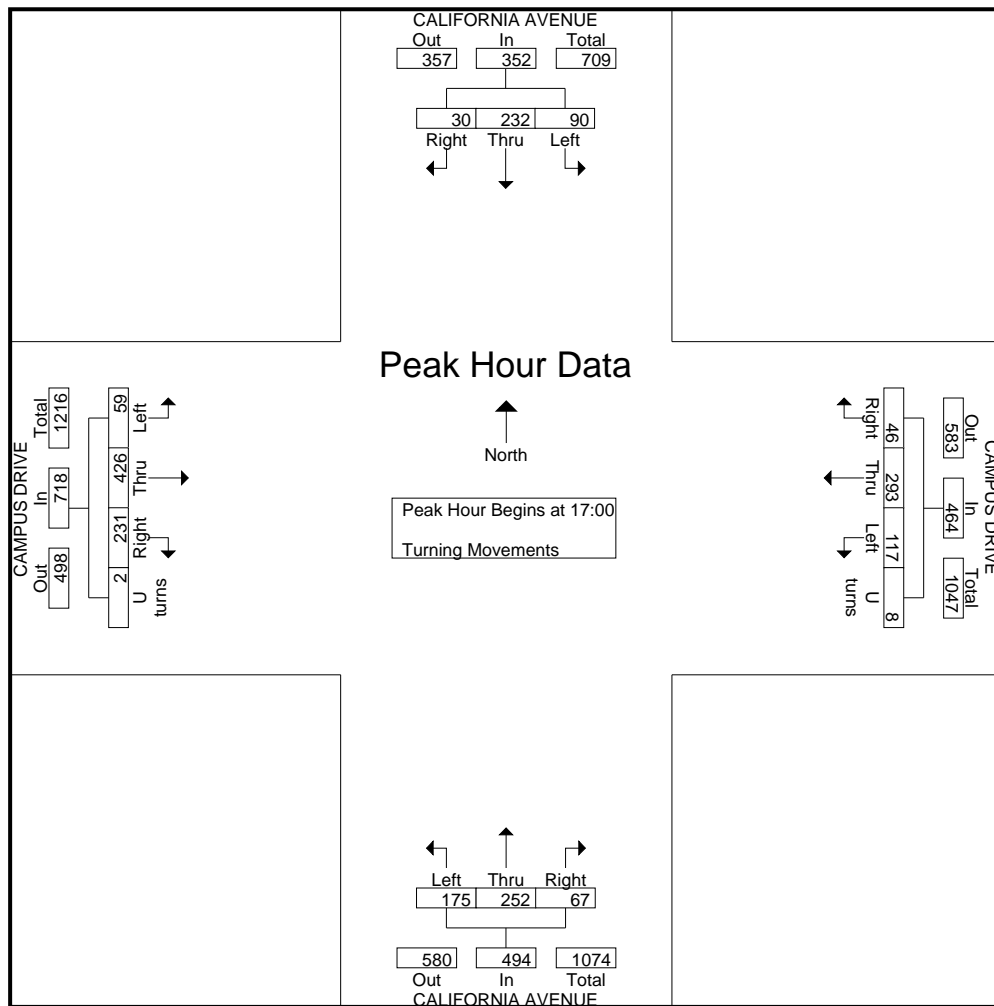 CALIFORNIA AVENUE
Out In Total
357 352 709
30 232 90
Right Thru Left
Peak Hour Data
North
Peak Hour Begins at 17:00
Turning Movements
CAMPUS DRIVE
Out In Total
498 718 1216
59 426 231 2
Left Thru Right U turns
Right Thru Left U turns
46 293 117 8
Out In Total
583 464 1047
CAMPUS DRIVE
Left Thru Right
175 252 67
580 494 1074
Out In Total
CALIFORNIA AVENUE